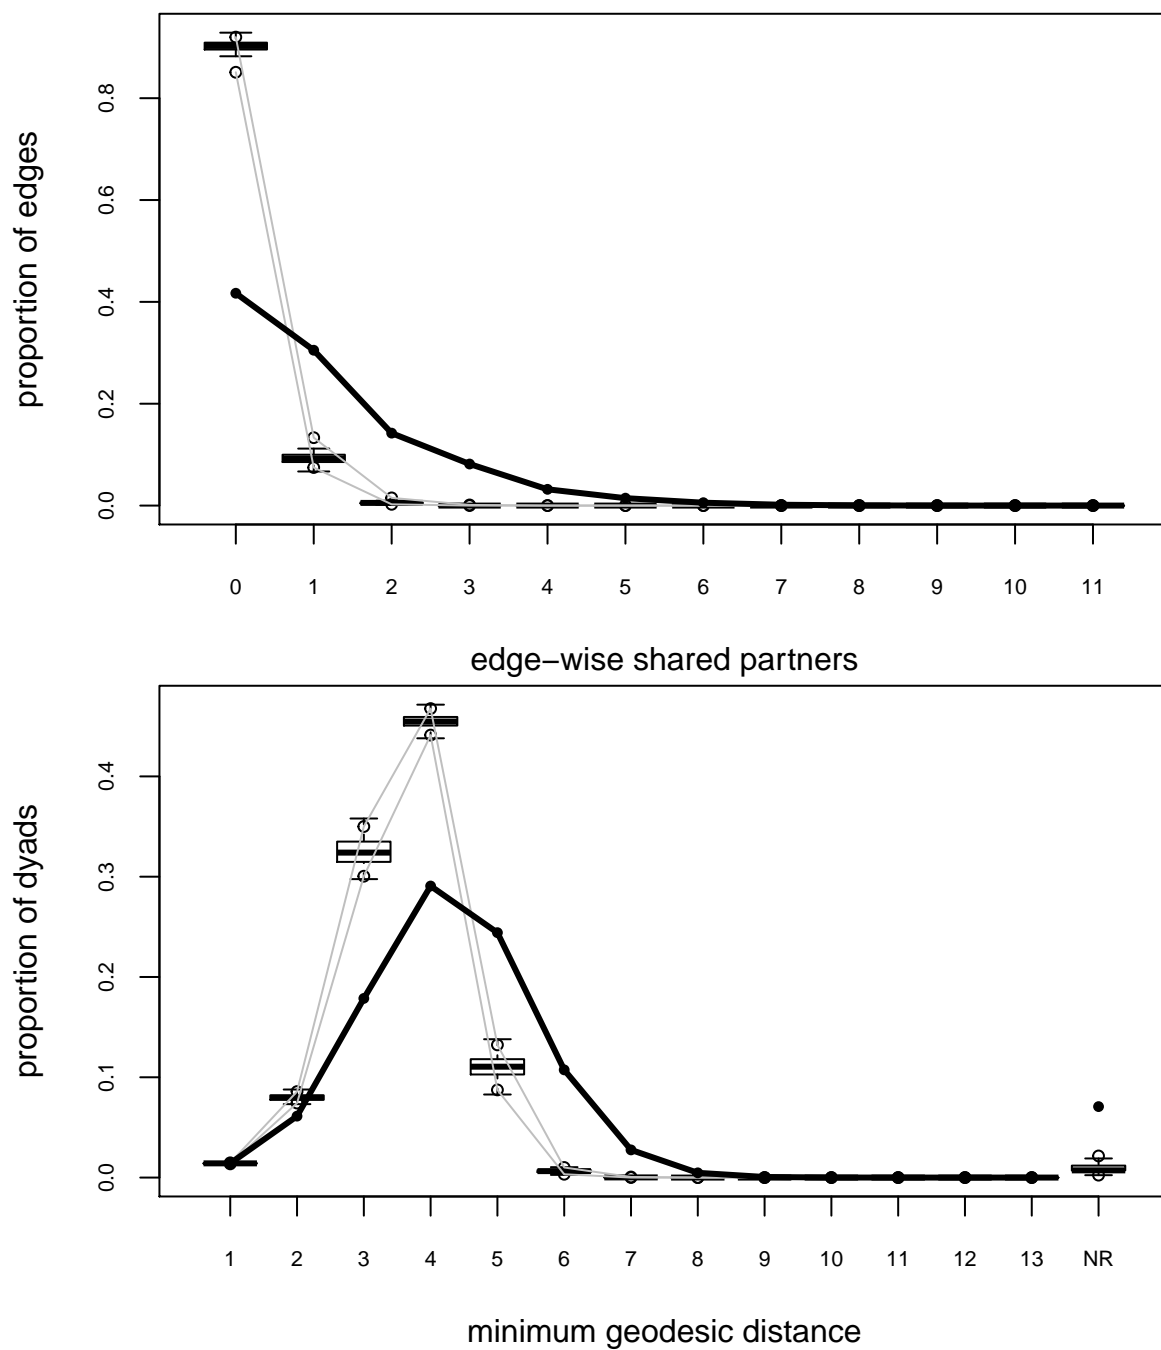 proportion of edges
0.8
0.6
0.4
0.2
0.0
0 1 2 3 4 5 6 7 8 9 10 11
edge−wise shared partners
proportion of dyads
0.4
0.3
0.2
0.1
0.0
1 2 3 4 5 6 7 8 9 10 11 12 13 NR
minimum geodesic distance